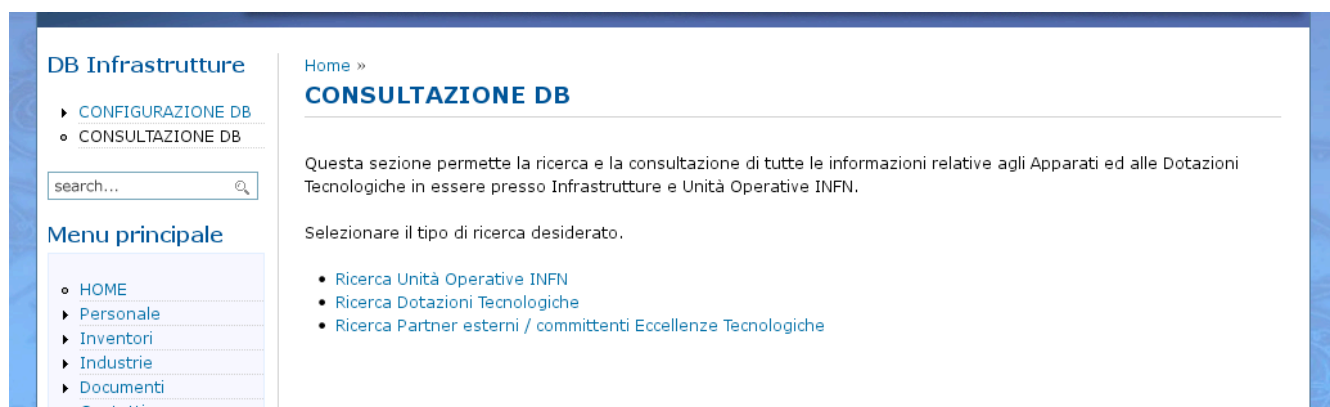 DB Infrastrutture
CONFIGURAZIONE DB
CONSULTAZIONE DB
search...
Menu principale
HOME
Personale
Inventori
Industrie
Documenti
Home »
CONSULTAZIONE DB
Questa sezione permette la ricerca e la consultazione di tutte le informazioni relative agli Apparati ed alle Dotazioni
Tecnologiche in essere presso Infrastrutture e Unità Operative INFN.
Selezionare il tipo di ricerca desiderato.
Ricerca Unità Operative INFN
Ricerca Dotazioni Tecnologiche
Ricerca Partner esterni / committenti Eccellenze Tecnologiche